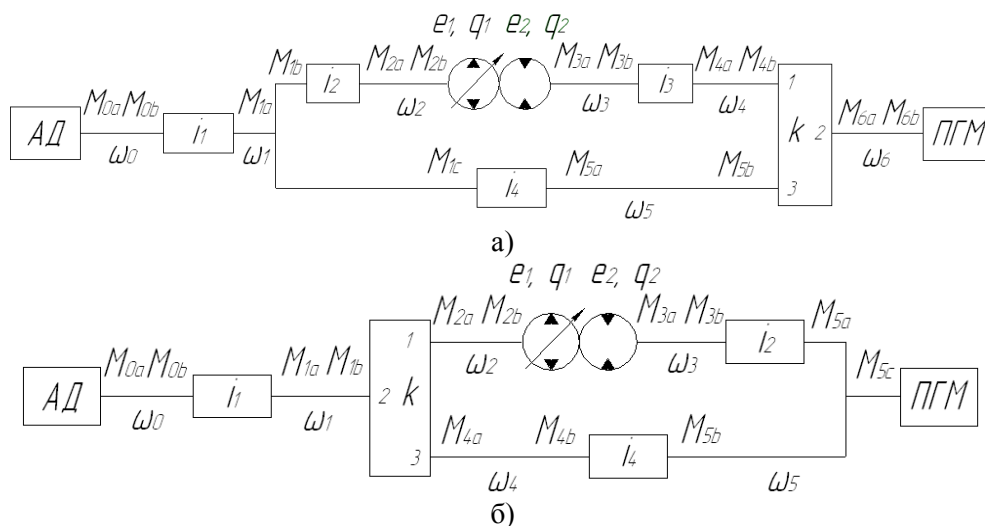 e₁, q₁ e₂, q₂
M₁b M₂a M₂b M₃a M₃b M₄a M₄b
i₂ i₃ 1
ω₂ ω₃ ω₄
M₀a M₀b M₁a M₆a M₆b
АД i₁ k 2 ПГМ
ω₀ ω₁ ω₆
M₁c M₅a M₅b
i₄ 3
ω₅
а)
e₁, q₁ e₂, q₂
M₂a M₂b M₃a M₃b M₅a
1 i₂
ω₂ ω₃
M₀a M₀b M₁a M₁b M₅c
АД i₁ 2 k ПГМ
ω₀ ω₁
M₄a M₄b M₅b
3 i₄
ω₄ ω₅
б)